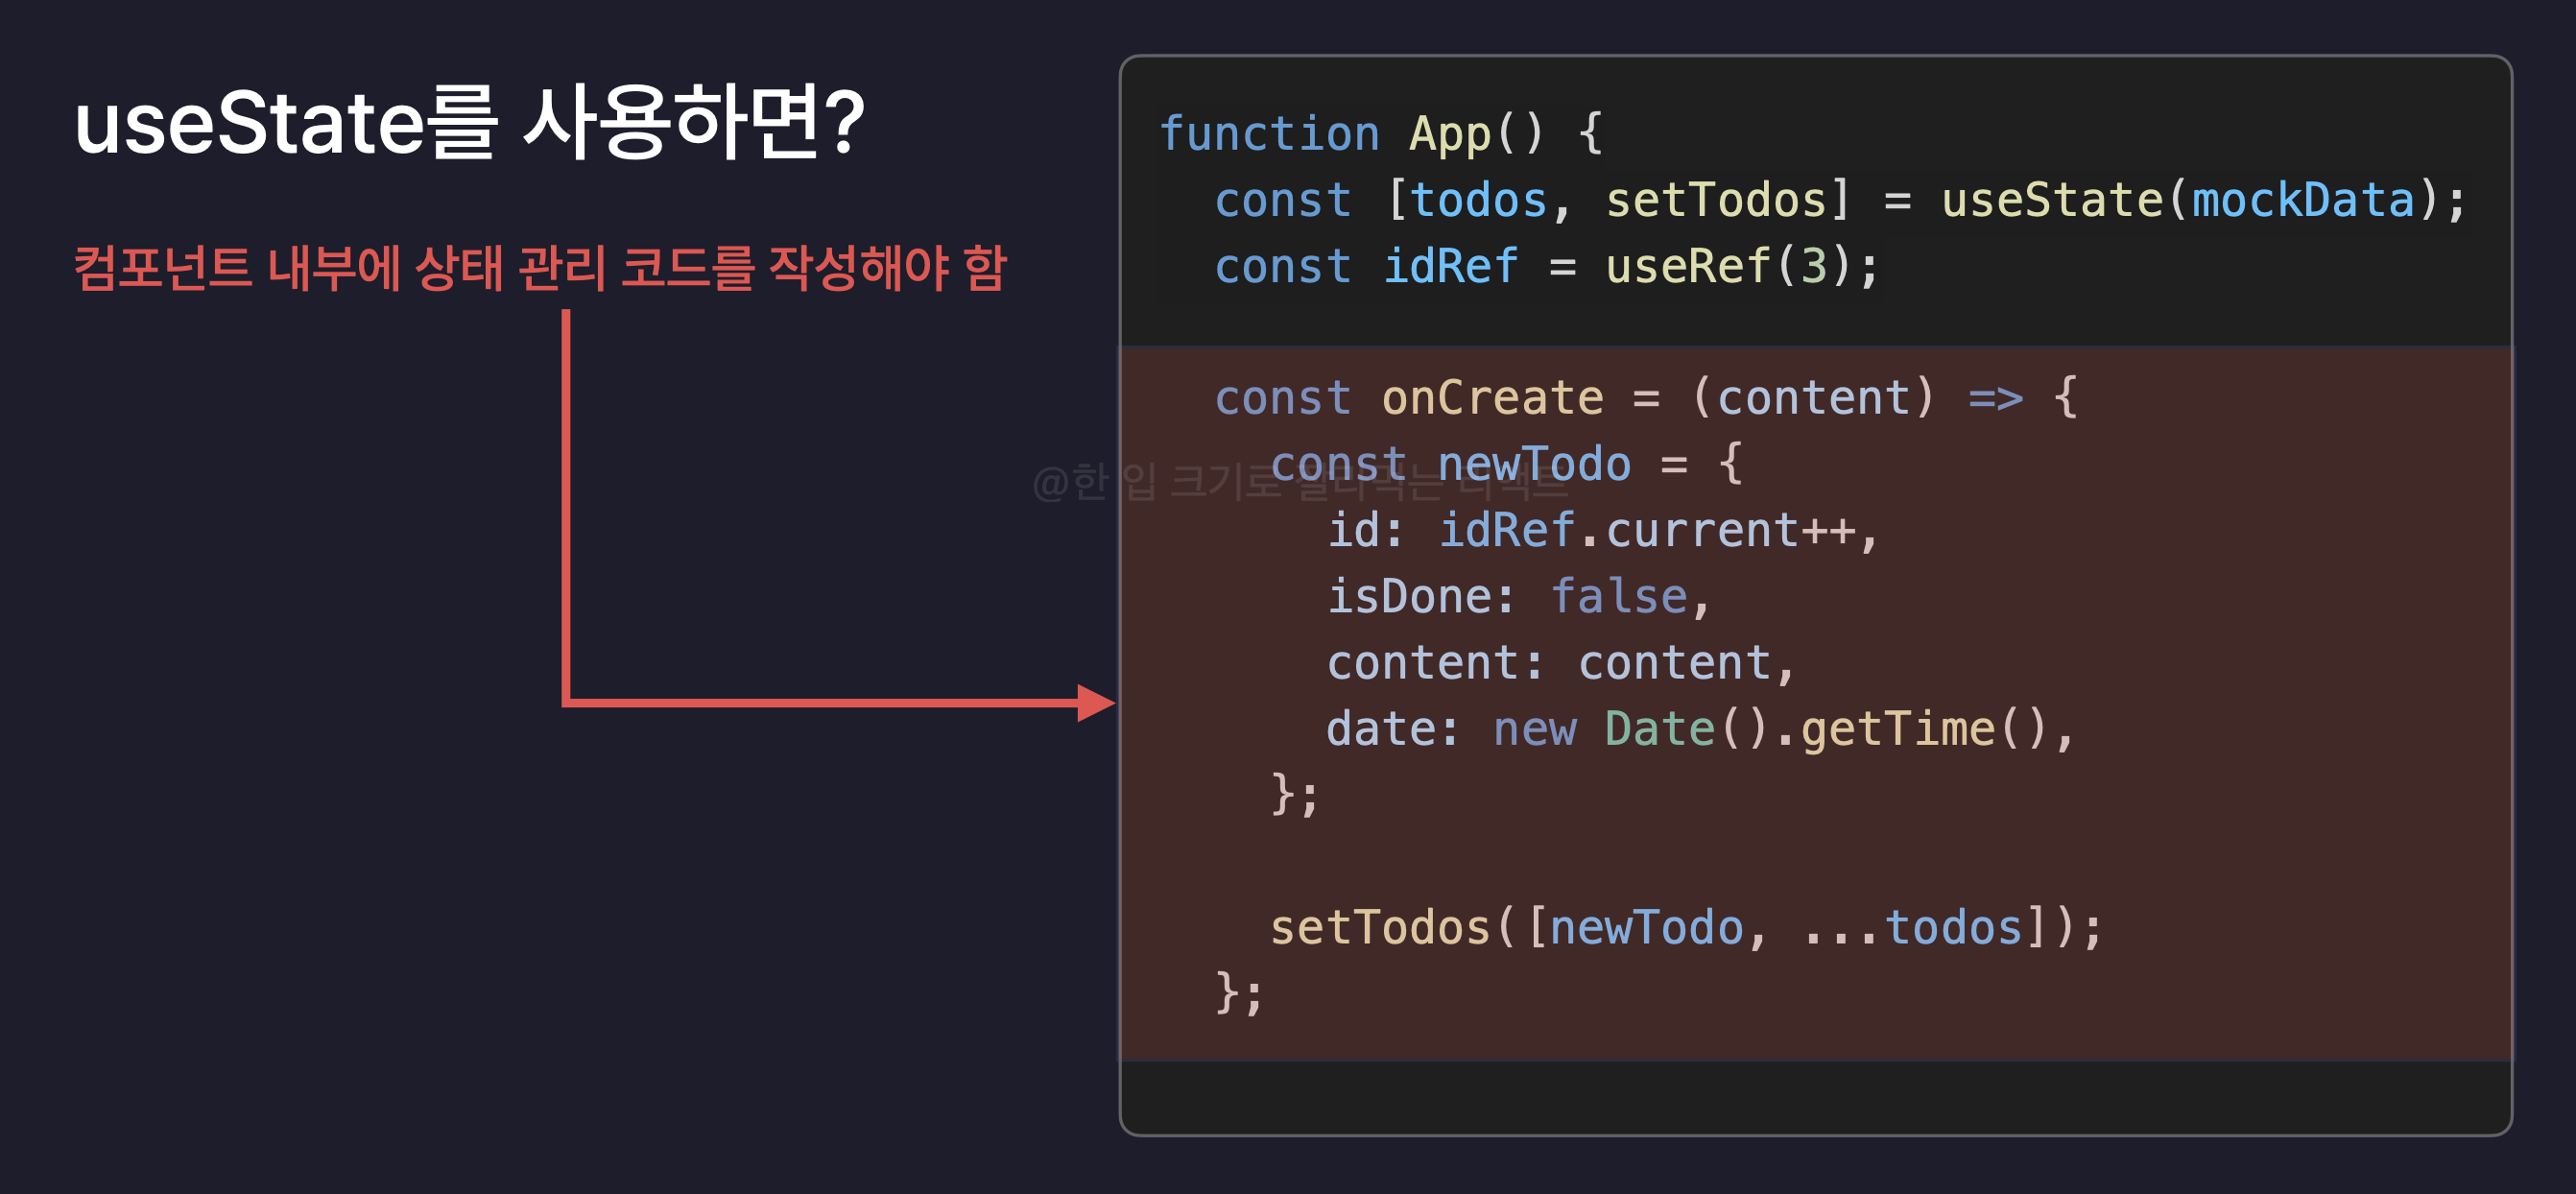 useState를 사용하면?
컴포넌트 내부에 상태 관리 코드를 작성해야 함
function App() {
const [todos, setTodos] = useState(mockData);
const idRef = useRef(3);
const onCreate = (content) => {
const newTodo = {
id: idRef.current++,
isDone: false,
content: content,
date: new Date().getTime(),
};
setTodos([newTodo, ...todos]);
};
@한 입 크기로 잘라먹는 리액트